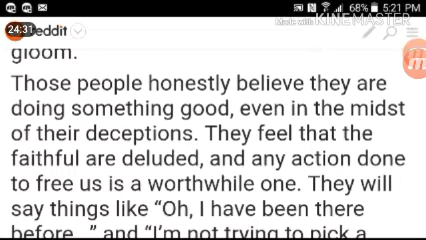 68% 5:21 PM
Made with KINEMASTER
24:31 eddit
gloom.
Those people honestly believe they are
doing something good, even in the midst
of their deceptions. They feel that the
faithful are deluded, and any action done
to free us is a worthwhile one. They will
say things like “Oh, I have been there
before...” and “I’m not trying to pick a